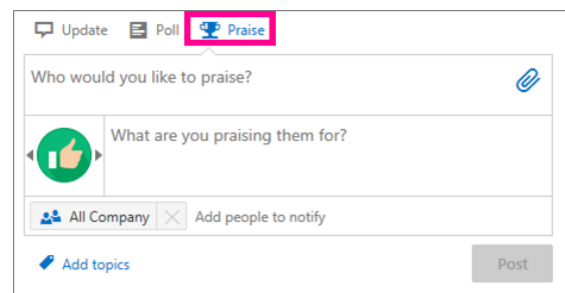 Update Poll Praise
Who would you like to praise?
What are you praising them for?
All Company Add people to notify
Add topics Post